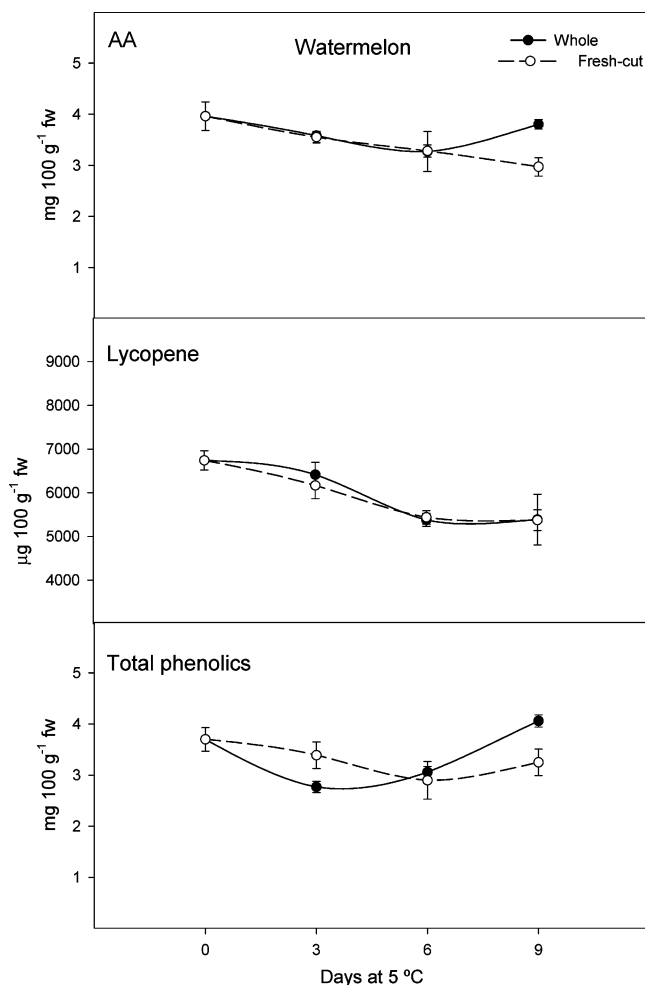 AA
Watermelon
Whole
Fresh-cut
5
4
3
2
1
mg 100 g⁻¹ fw
Lycopene
9000
8000
7000
6000
5000
4000
μg 100 g⁻¹ fw
Total phenolics
5
4
3
2
1
mg 100 g⁻¹ fw
0 3 6 9
Days at 5 ºC